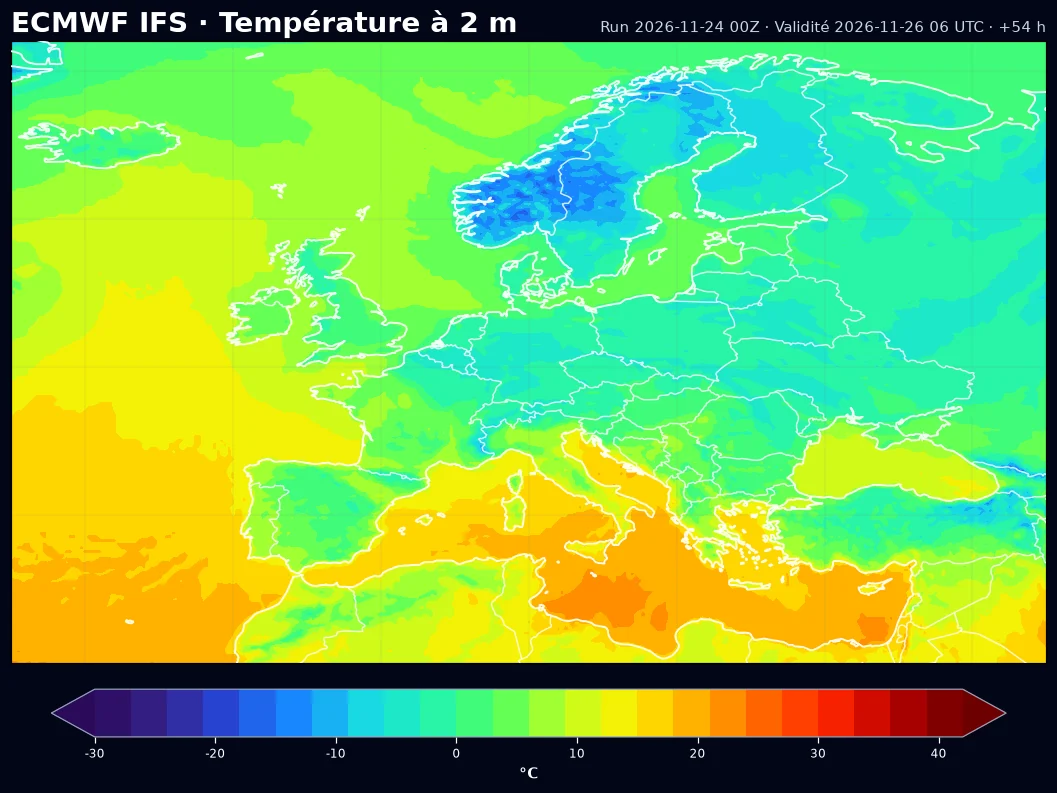 ECMWF IFS · Température à 2 m
Run 2026-11-24 00Z · Validité 2026-11-26 06 UTC · +54 h
-30 -20 -10 0 10 20 30 40
°C